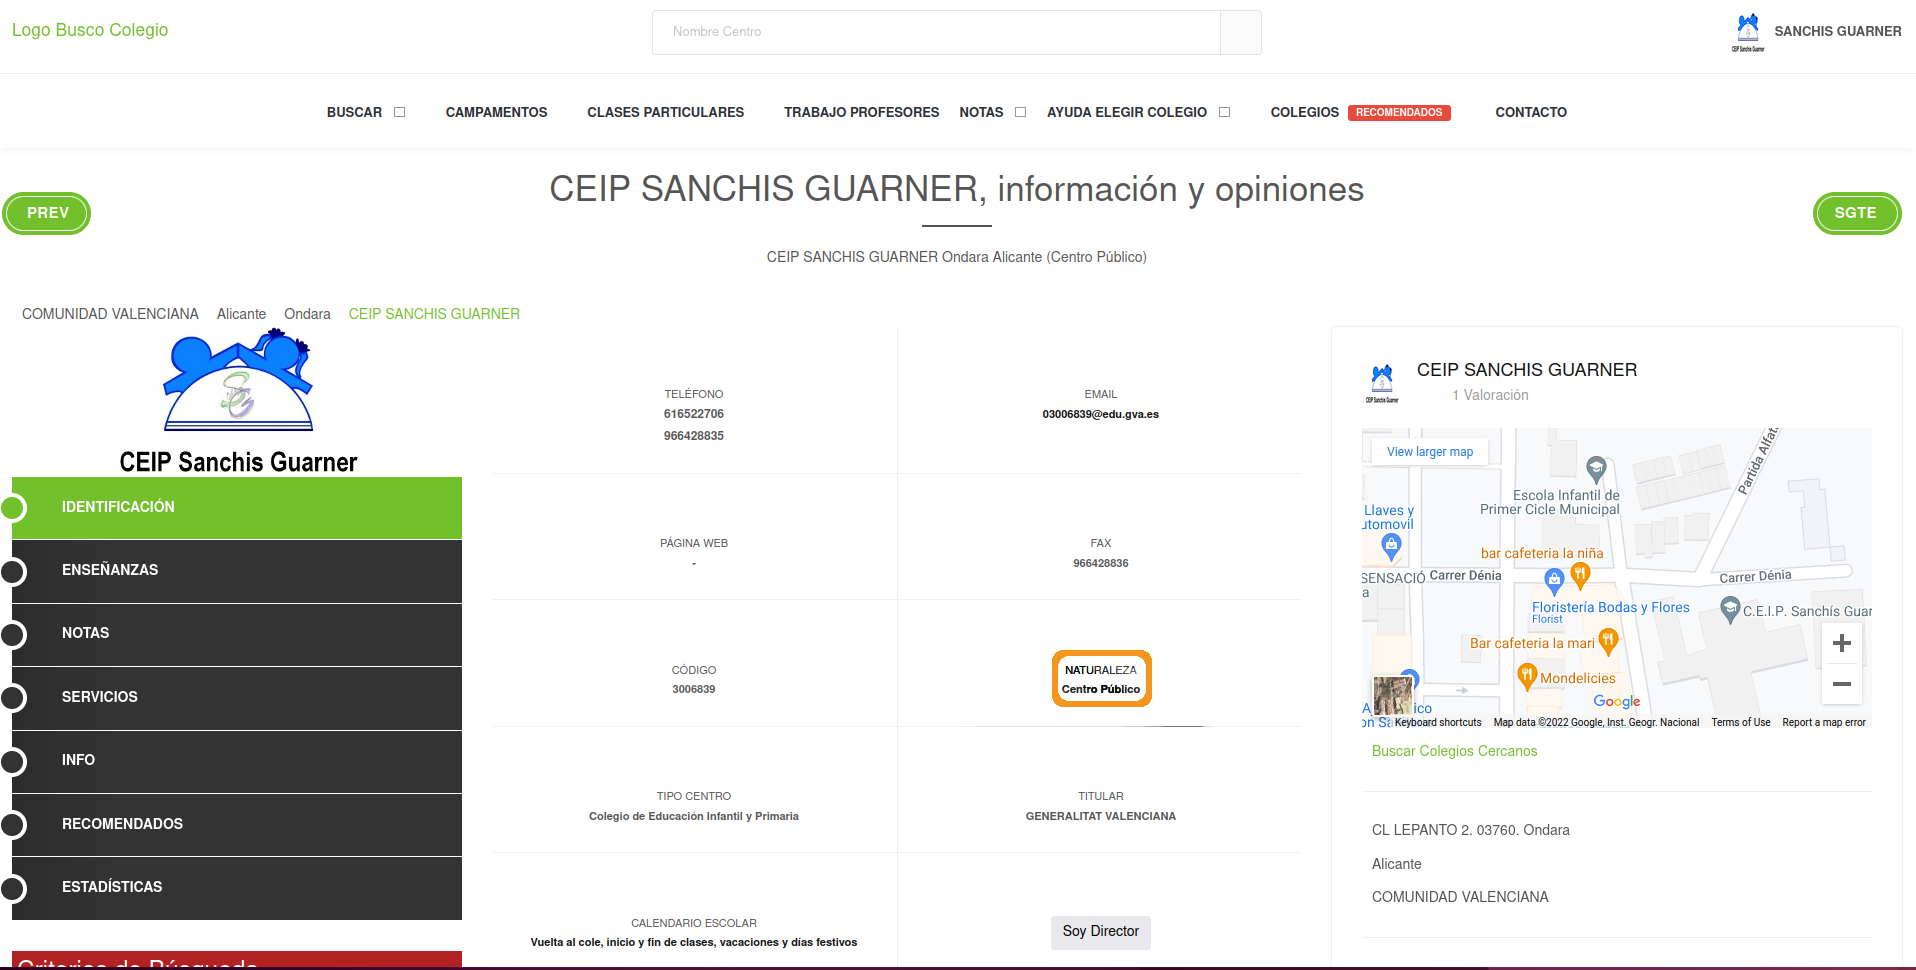 Logo Busco Colegio
Nombre Centro
CEIP Sanchis Guarner
SANCHIS GUARNER
BUSCAR
CAMPAMENTOS
CLASES PARTICULARES
TRABAJO PROFESORES
NOTAS
AYUDA ELEGIR COLEGIO
COLEGIOS
RECOMENDADOS
CONTACTO
PREV
CEIP SANCHIS GUARNER, información y opiniones
SGTE
CEIP SANCHIS GUARNER Ondara Alicante (Centro Público)
COMUNIDAD VALENCIANA Alicante Ondara CEIP SANCHIS GUARNER
CEIP Sanchis Guarner
IDENTIFICACIÓN
ENSEÑANZAS
NOTAS
SERVICIOS
INFO
RECOMENDADOS
ESTADÍSTICAS
Criterios de Búsqueda
TELÉFONO
616522706
966428835
EMAIL
03006839@edu.gva.es
PÁGINA WEB
-
FAX
966428836
CÓDIGO
3006839
NATURALEZA
Centro Público
TIPO CENTRO
Colegio de Educación Infantil y Primaria
TITULAR
GENERALITAT VALENCIANA
CALENDARIO ESCOLAR
Vuelta al cole, inicio y fin de clases, vacaciones y días festivos
Soy Director
CEIP Sanchis Guarner
CEIP SANCHIS GUARNER
1 Valoración
View larger map
Partida Alfat
Escola Infantil de
Primer Cicle Municipal
Llaves y
utomovil
bar cafeteria la niña
SENSACIÓ
a
Carrer Dénia
Carrer Dénia
Floristería Bodas y Flores
Florist
C.E.I.P. Sanchís Guar
Bar cafeteria la mari
Mondelicies
Google
Keyboard shortcuts
Map data ©2022 Google, Inst. Geogr. Nacional
Terms of Use
Report a map error
Buscar Colegios Cercanos
CL LEPANTO 2. 03760. Ondara
Alicante
COMUNIDAD VALENCIANA